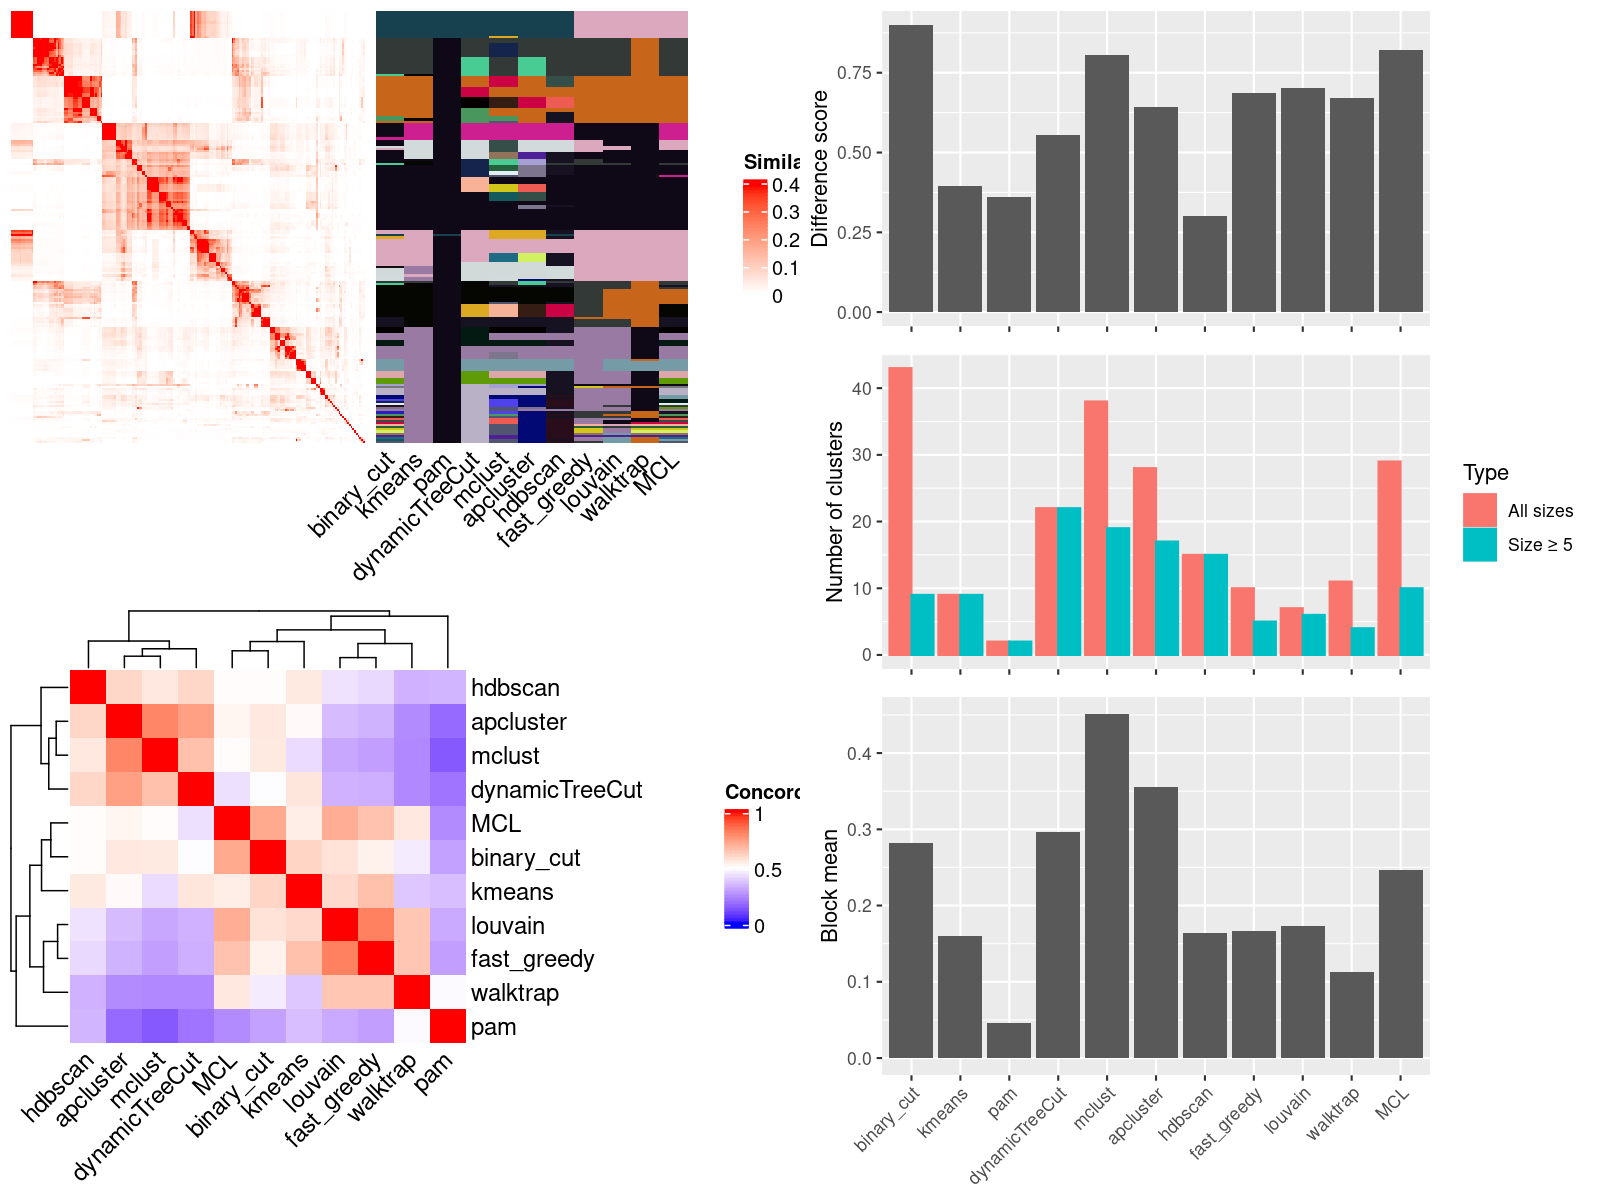 Simila
0.4
0.3
0.2
0.1
0
binary_cut
kmeans
pam
dynamicTreeCut
mclust
apcluster
hdbscan
fast_greedy
louvain
walktrap
MCL
Concord
1
0.5
0
hdbscan
apcluster
mclust
dynamicTreeCut
MCL
binary_cut
kmeans
louvain
fast_greedy
walktrap
pam
hdbscan
apcluster
mclust
dynamicTreeCut
MCL
binary_cut
kmeans
louvain
fast_greedy
walktrap
pam
Difference score
0.75
0.50
0.25
0.00
Number of clusters
40
30
20
10
0
Type
All sizes
Size ≥ 5
Block mean
0.4
0.3
0.2
0.1
0.0
binary_cut
kmeans
pam
dynamicTreeCut
mclust
apcluster
hdbscan
fast_greedy
louvain
walktrap
MCL